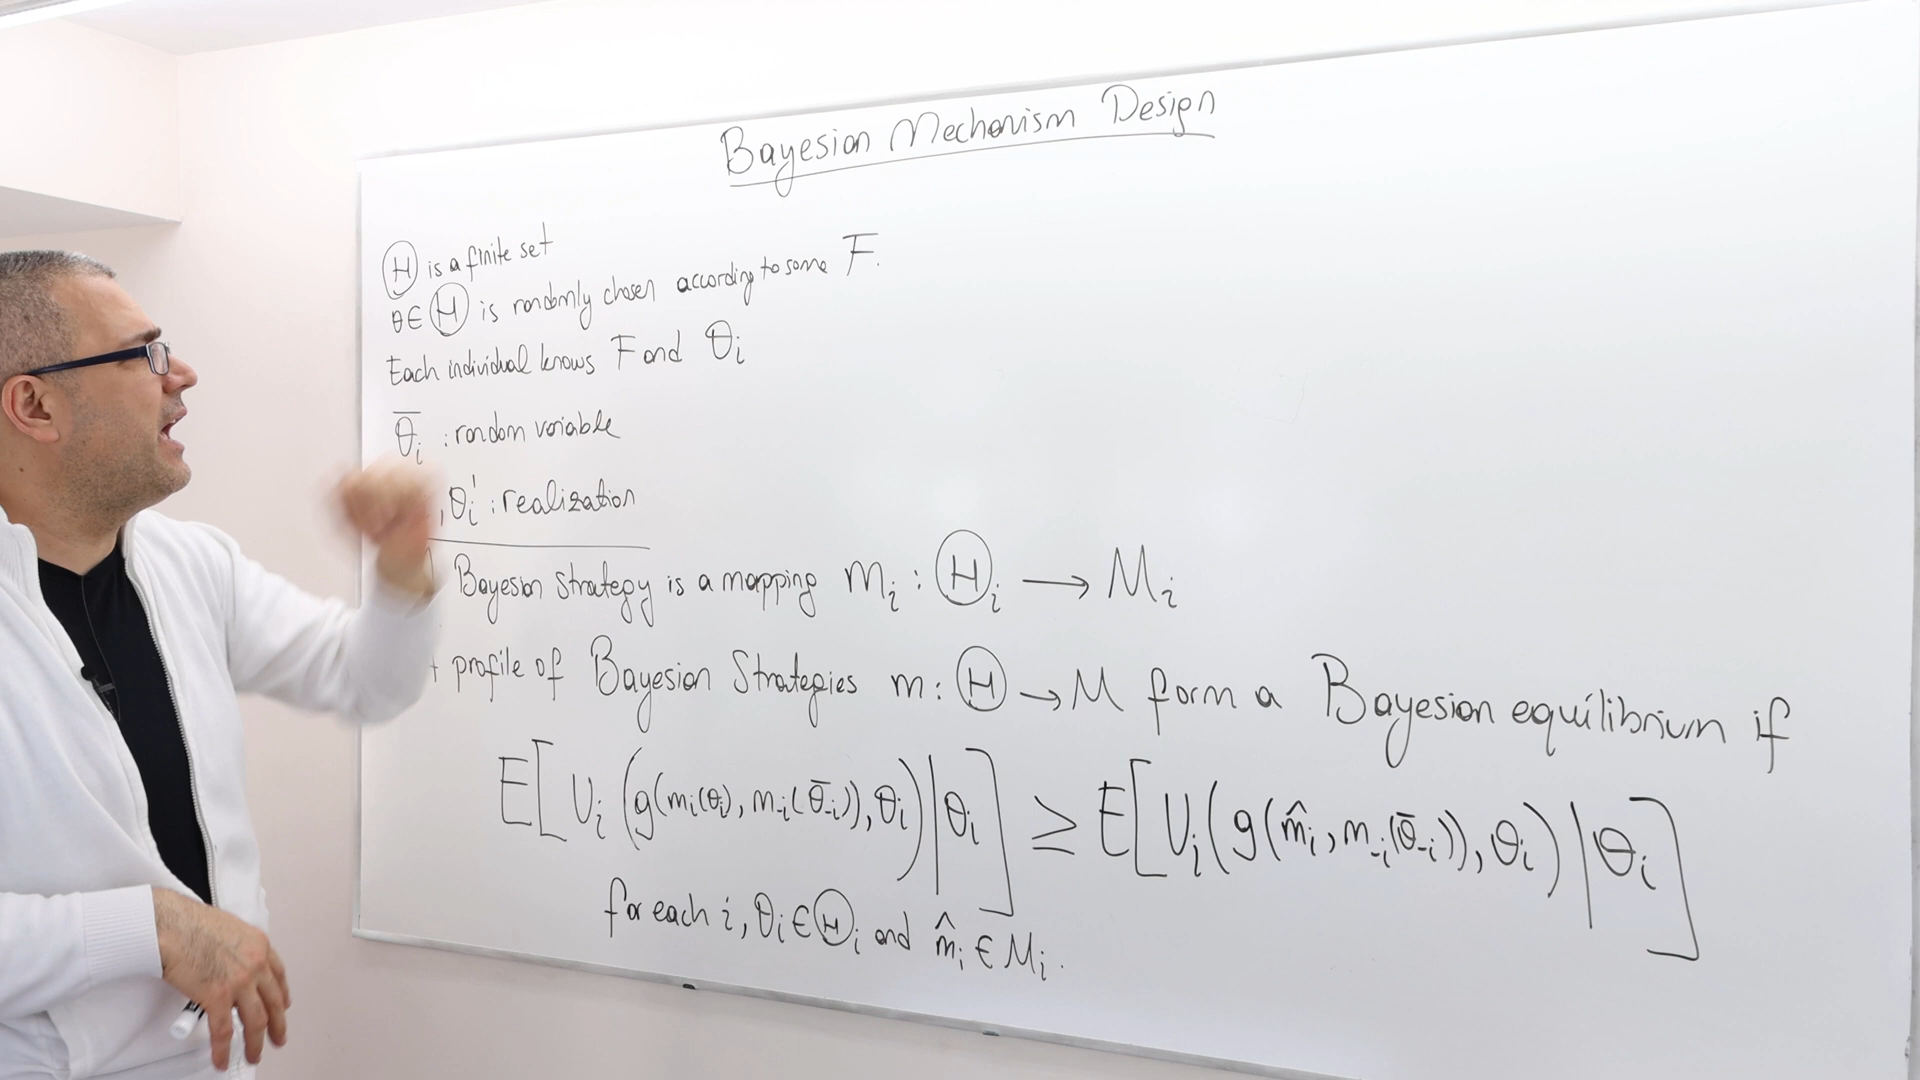 Bayesian Mechanism Design
Θ is a finite set
θ∈Θ is randomly chosen according to some F.
Each individual knows F and θᵢ
θ̄ᵢ : random variable
, θᵢ' : realization
Bayesian Strategy is a mapping mᵢ : Θᵢ → Mᵢ
profile of Bayesian Strategies m : Θ → M form a Bayesian equilibrium if
E[Uᵢ(g(mᵢ(θᵢ), m₋ᵢ(θ̄₋ᵢ)), θᵢ)|θᵢ] ≥ E[Uᵢ(g(m̂ᵢ, m₋ᵢ(θ̄₋ᵢ)), θᵢ)|θᵢ]
for each i, θᵢ∈Θᵢ and m̂ᵢ ∈ Mᵢ.